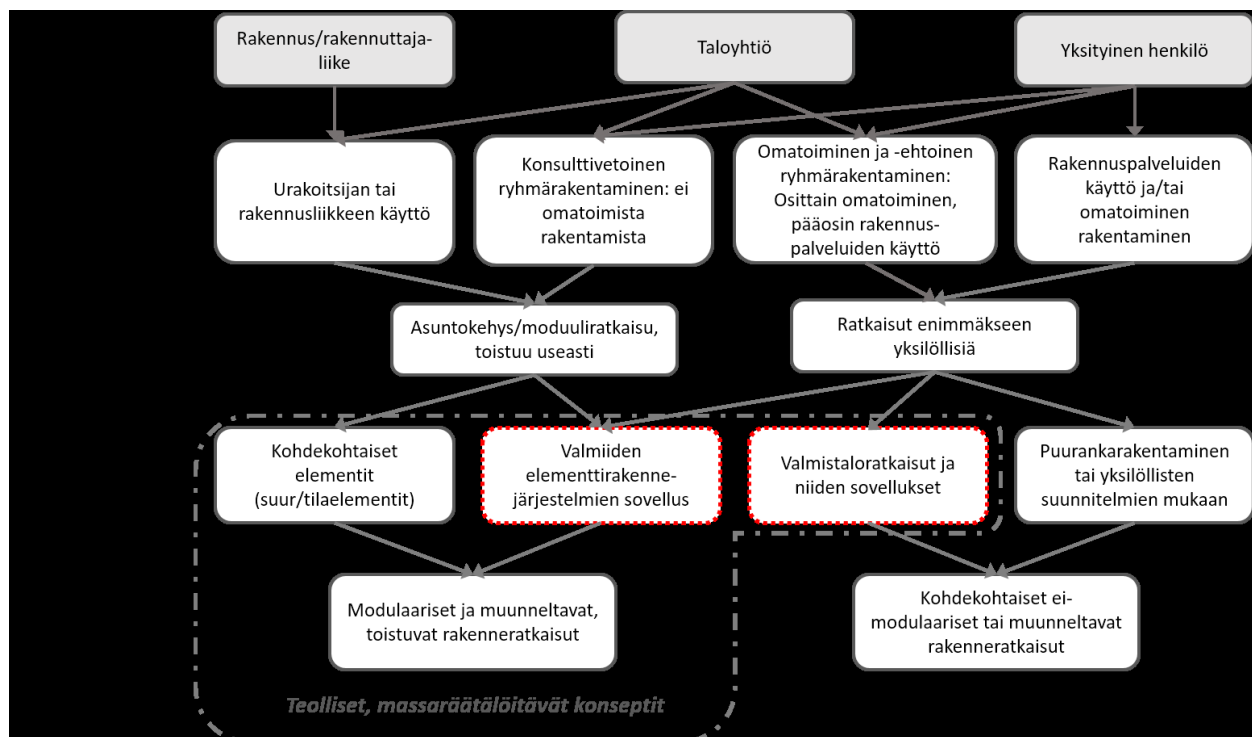 Rakennus/rakennuttaja-
liike
Taloyhtiö
Yksityinen henkilö
Urakoitsijan tai
rakennusliikkeen käyttö
Konsulttivetoinen
ryhmärakentaminen: ei
omatoimista
rakentamista
Omatoiminen ja -ehtoinen
ryhmärakentaminen:
Osittain omatoiminen,
pääosin rakennus-
palveluiden käyttö
Rakennuspalveluiden
käyttö ja/tai
omatoiminen
rakentaminen
Asuntokehys/moduuliratkaisu,
toistuu useasti
Ratkaisut enimmäkseen
yksilöllisiä
Kohdekohtaiset
elementit
(suur/tilaelementit)
Valmiiden
elementtirakenne-
järjestelmien sovellus
Valmistaloratkaisut ja
niiden sovellukset
Puurankarakentaminen
tai yksilöllisten
suunnitelmien mukaan
Modulaariset ja muunneltavat,
toistuvat rakenneratkaisut
Kohdekohtaiset ei-
modulaariset tai muunneltavat
rakenneratkaisut
Teolliset, massaräätälöitävät konseptit